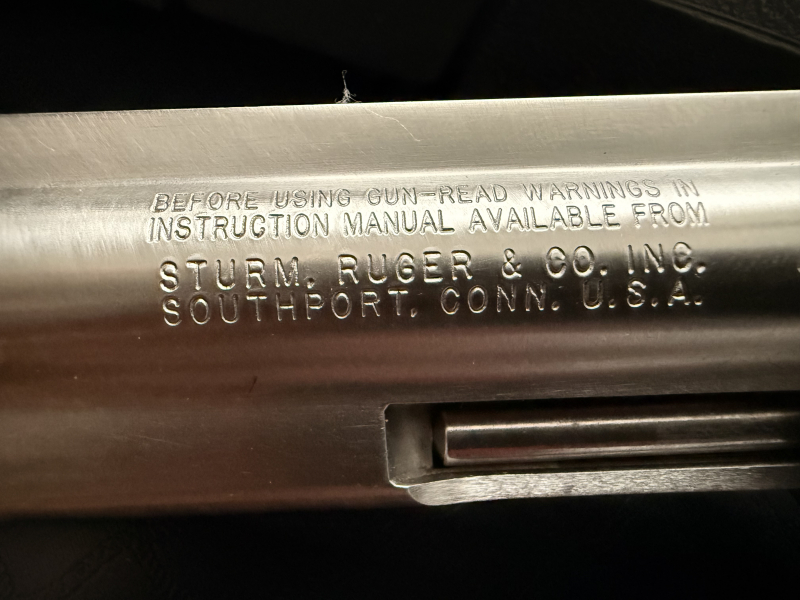 BEFORE USING GUN-READ WARNINGS IN
INSTRUCTION MANUAL AVAILABLE FROM
STURM, RUGER & CO. INC.
SOUTHPORT, CONN. U.S.A.